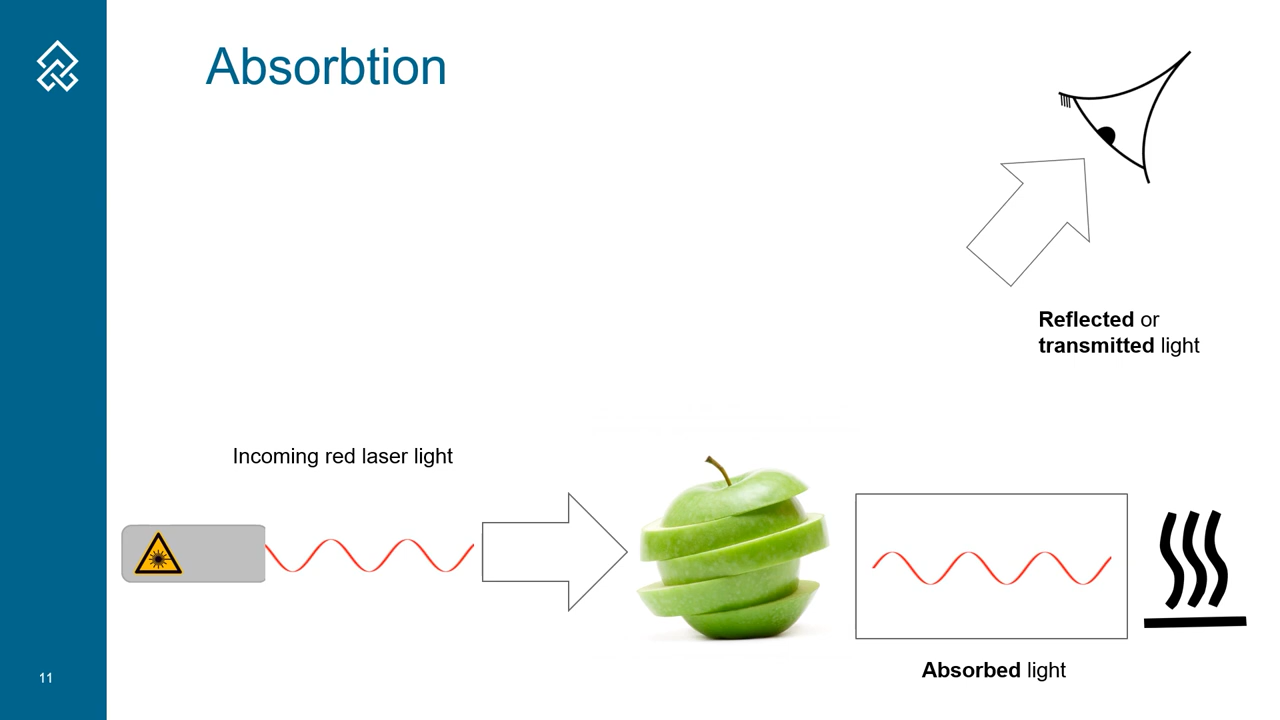 Absorbtion
Reflected or
transmitted light
Incoming red laser light
Absorbed light
11